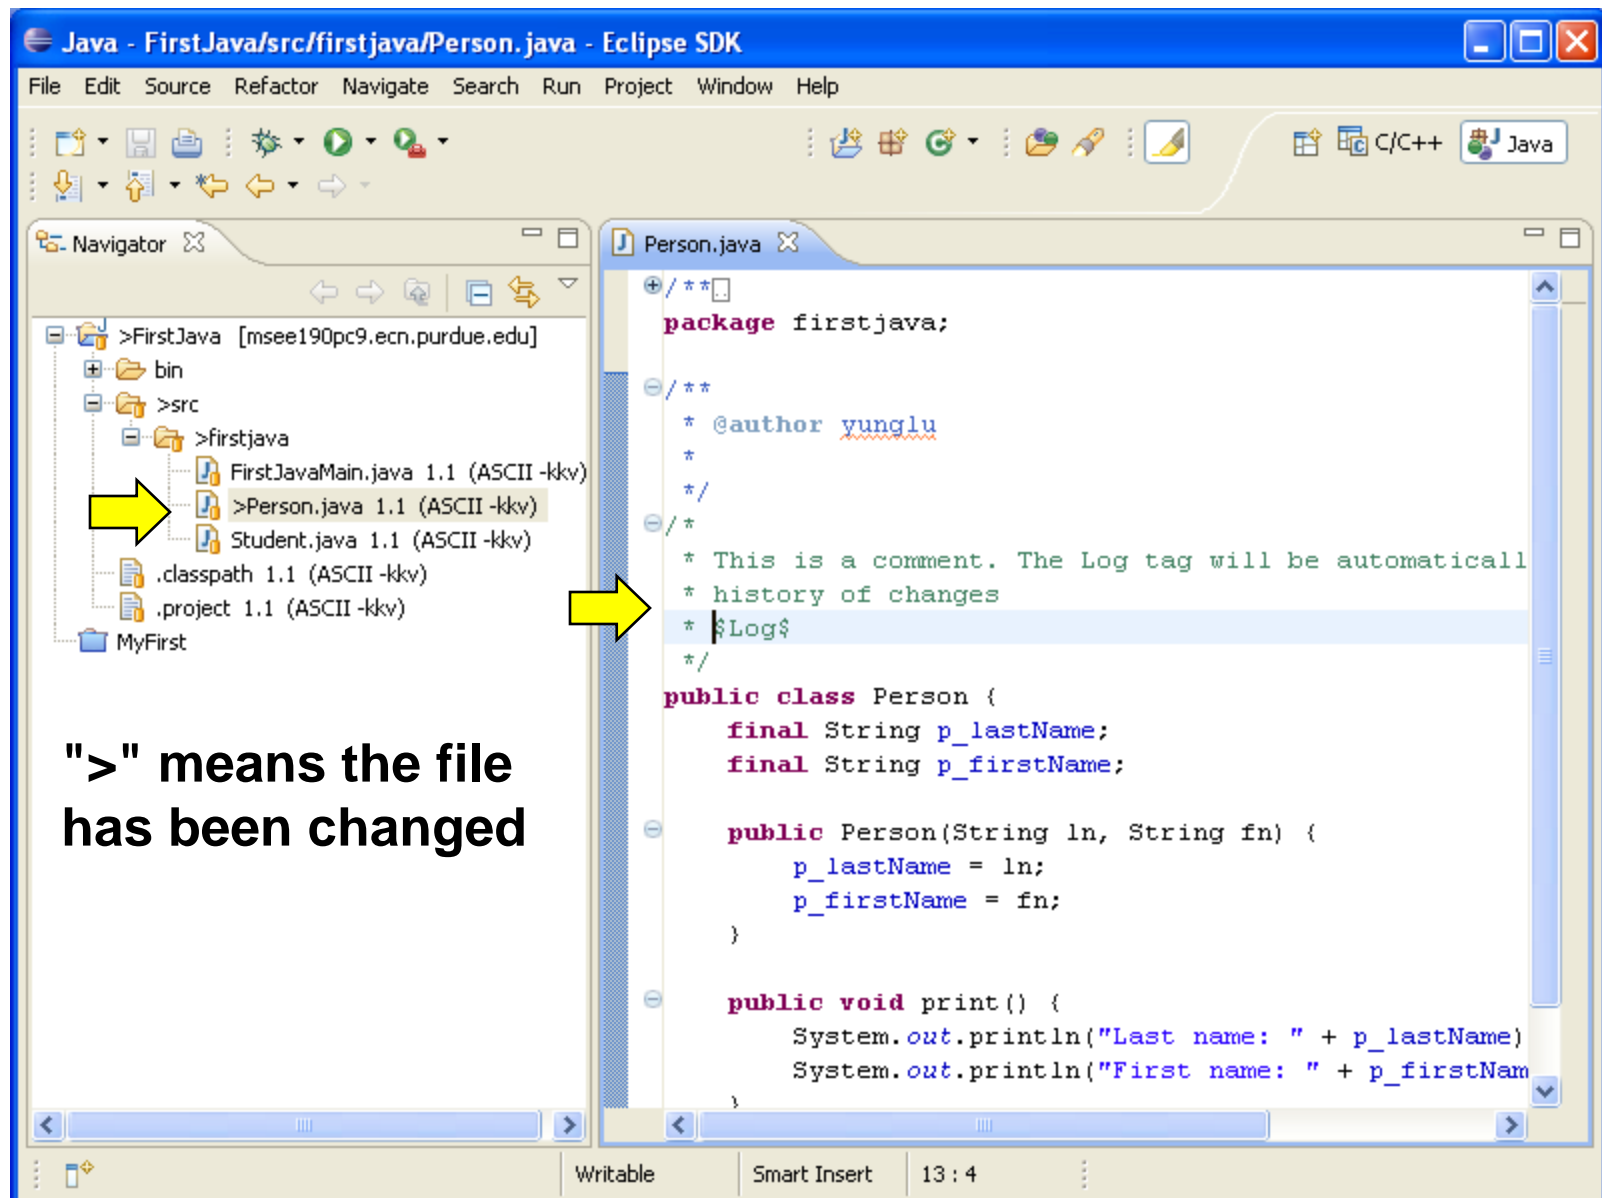 Java - FirstJava/src/firstjava/Person.java - Eclipse SDK
File Edit Source Refactor Navigate Search Run Project Window Help
C/C++ Java
Navigator
>FirstJava [msee190pc9.ecn.purdue.edu]
bin
>src
>firstjava
FirstJavaMain.java 1.1 (ASCII -kkv)
>Person.java 1.1 (ASCII -kkv)
Student.java 1.1 (ASCII -kkv)
.classpath 1.1 (ASCII -kkv)
.project 1.1 (ASCII -kkv)
MyFirst
">" means the file
has been changed
Person.java
/**
package firstjava;
/**
* @author yunglu
*
*/
/*
* This is a comment. The Log tag will be automaticall
* history of changes
* $Log$
*/
public class Person {
final String p_lastName;
final String p_firstName;
public Person(String ln, String fn) {
p_lastName = ln;
p_firstName = fn;
}
public void print() {
System.out.println("Last name: " + p_lastName)
System.out.println("First name: " + p_firstNam
}
Writable Smart Insert 13 : 4